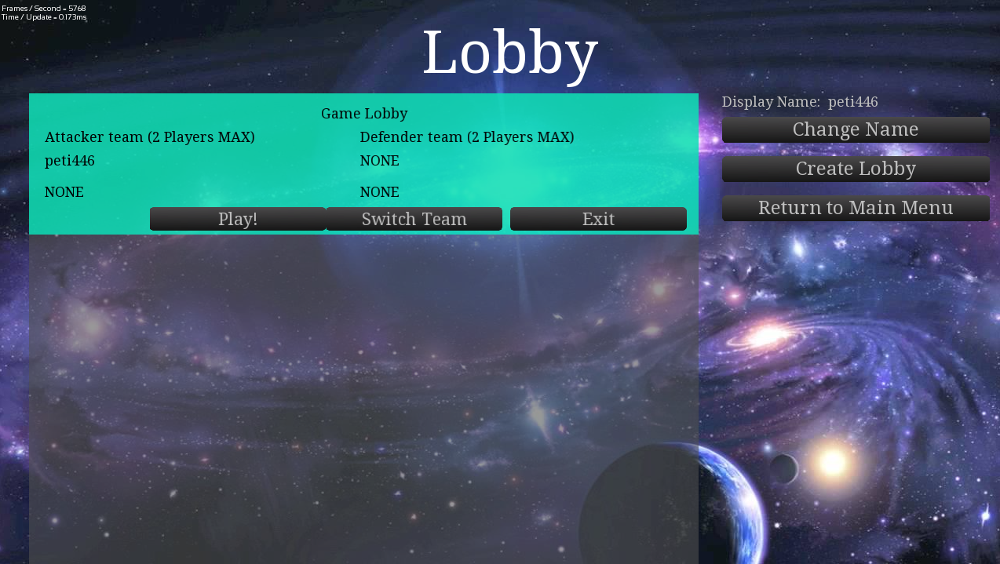 Frames / Second = 5768
Time / Update = 0.173ms
Lobby
Game Lobby
Attacker team (2 Players MAX) Defender team (2 Players MAX)
peti446 NONE
NONE NONE
Play! Switch Team Exit
Display Name: peti446
Change Name
Create Lobby
Return to Main Menu